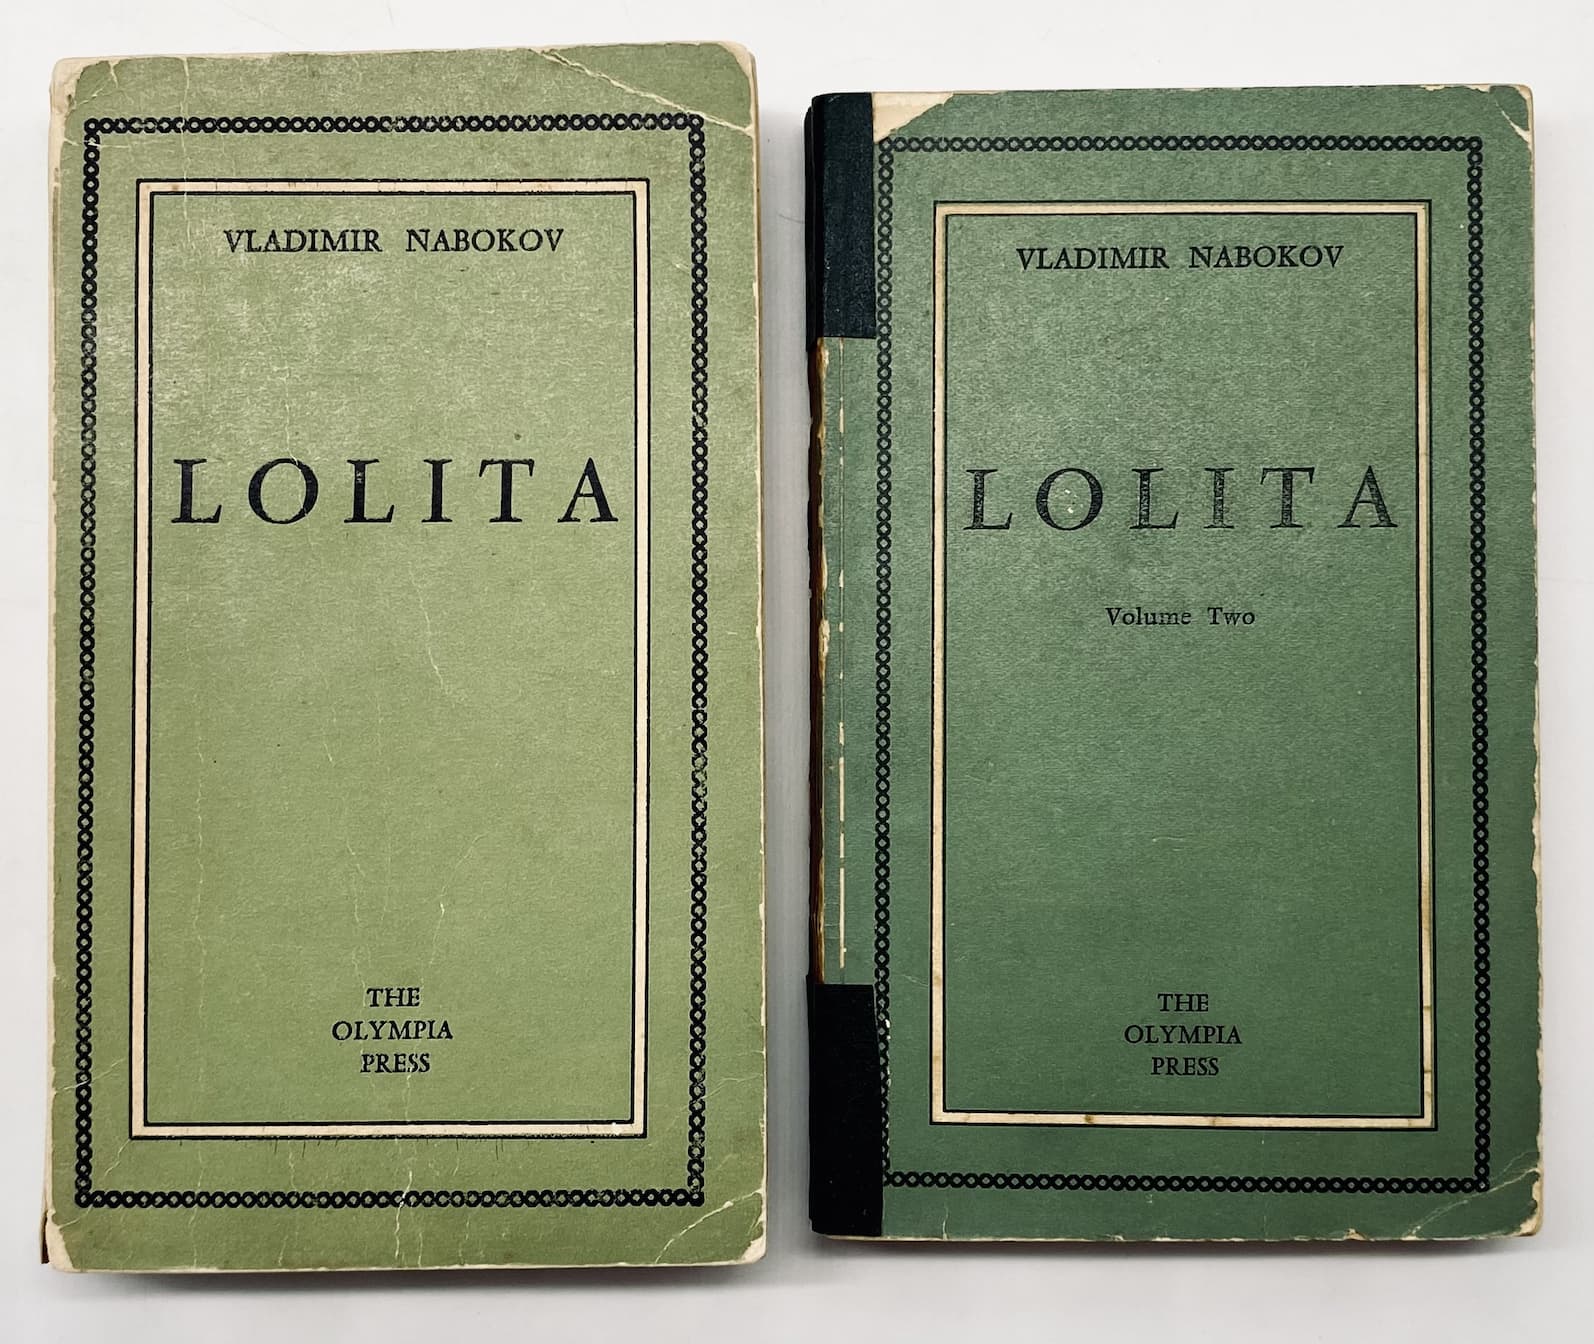 VLADIMIR NABOKOV
LOLITA
THE
OLYMPIA
PRESS
VLADIMIR NABOKOV
LOLITA
Volume Two
THE
OLYMPIA
PRESS